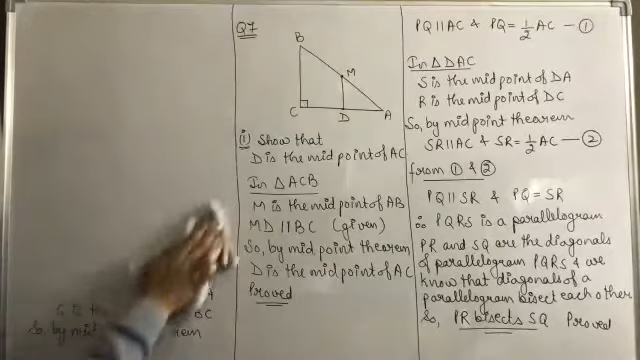 BC
So, by mid
rem
Q7
B
M
C
D
A
(i) Show that
D is the mid point of AC
In △ACB
M is the mid point of AB
MD || BC (given)
So, by mid point theorem
D is the mid point of AC
Proved
PQ || AC & PQ = 1/2 AC — ①
In △DAC
S is the mid point of DA
R is the mid point of DC
So, by mid point theorem
SR || AC & SR = 1/2 AC — ②
from ① & ②
PQ || SR & PQ = SR
∴ PQRS is a parallelogram
PR and SQ are the diagonals
of parallelogram PQRS & we
know that diagonals of a
parallelogram bisect each other
So, PR bisects SQ Proved